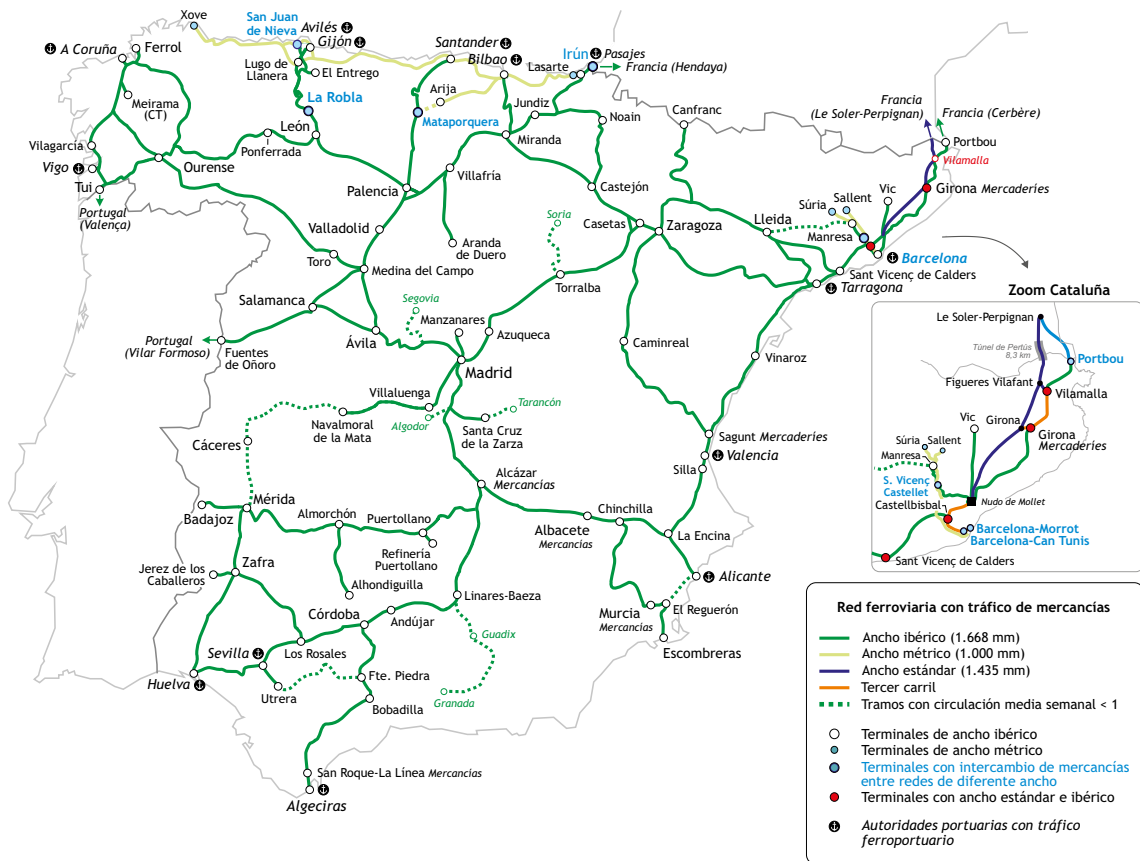 Xove
San Juan
de Nieva
Avilés
Gijón
A Coruña
Ferrol
Lugo de
Llanera
El Entrego
Santander
Bilbao
Irún
Pasajes
Lasarte
Francia (Hendaya)
Meirama
(CT)
La Robla
Arija
Mataporquera
Jundiz
Noain
Canfranc
Francia
(Le Soler-Perpignan)
Francia (Cerbère)
Portbou
Vilamalla
Vilagarcía
León
Ponferrada
Miranda
Vigo
Ourense
Tui
Portugal
(Valença)
Palencia
Villafría
Castejón
Girona Mercaderíes
Vic
Sallent
Súria
Manresa
Soria
Casetas
Zaragoza
Lleida
Valladolid
Aranda
de Duero
Barcelona
Toro
Medina del Campo
Torralba
Sant Vicenç de Calders
Tarragona
Salamanca
Segovia
Manzanares
Azuqueca
Portugal
(Vilar Formoso)
Fuentes
de Oñoro
Ávila
Madrid
Caminreal
Vinaroz
Villaluenga
Navalmoral
de la Mata
Algodor
Tarancón
Santa Cruz
de la Zarza
Cáceres
Sagunt Mercaderíes
Valencia
Silla
Alcázar
Mercancías
Mérida
Badajoz
Almorchón
Puertollano
Refinería
Puertollano
Albacete
Mercancías
Chinchilla
La Encina
Jerez de los
Caballeros
Zafra
Alhondiguilla
Linares-Baeza
Alicante
Murcia
Mercancías
El Reguerón
Escombreras
Córdoba
Andújar
Guadix
Sevilla
Los Rosales
Huelva
Utrera
Fte. Piedra
Granada
Bobadilla
San Roque-La Línea Mercancías
Algeciras
Zoom Cataluña
Le Soler-Perpignan
Túnel de Pertús
8,3 km
Portbou
Figueres Vilafant
Vilamalla
Vic
Girona
Girona
Mercaderíes
Súria
Sallent
Manresa
S. Vicenç
Castellet
Castellbisbal
Nudo de Mollet
Barcelona-Morrot
Barcelona-Can Tunis
Sant Vicenç de Calders
Red ferroviaria con tráfico de mercancías
Ancho ibérico (1.668 mm)
Ancho métrico (1.000 mm)
Ancho estándar (1.435 mm)
Tercer carril
Tramos con circulación media semanal < 1
Terminales de ancho ibérico
Terminales de ancho métrico
Terminales con intercambio de mercancías
entre redes de diferente ancho
Terminales con ancho estándar e ibérico
Autoridades portuarias con tráfico
ferroportuario